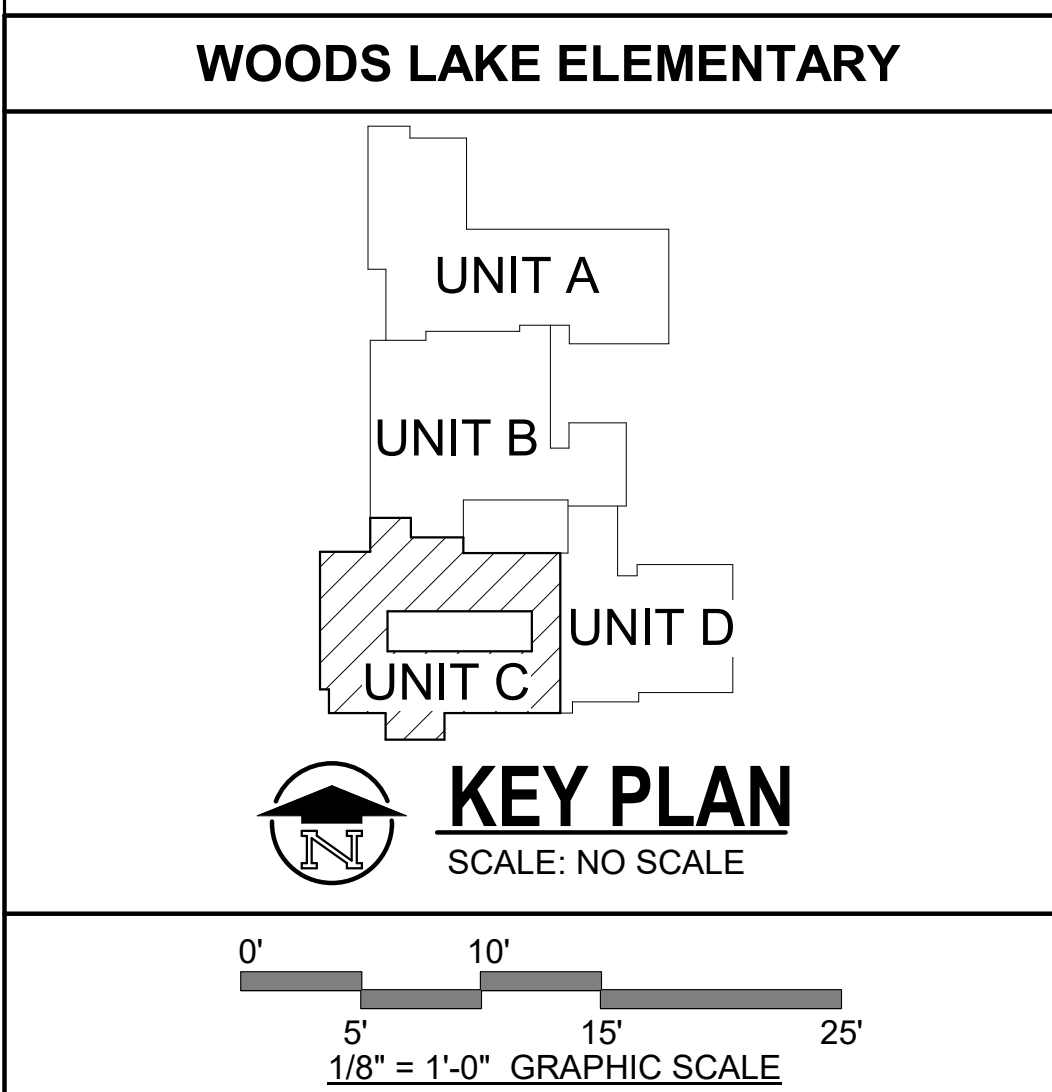 WOODS LAKE ELEMENTARY
UNIT A
UNIT B
UNIT D
UNIT C
N
KEY PLAN
SCALE: NO SCALE
0' 10'
5' 15' 25'
1/8" = 1'-0" GRAPHIC SCALE